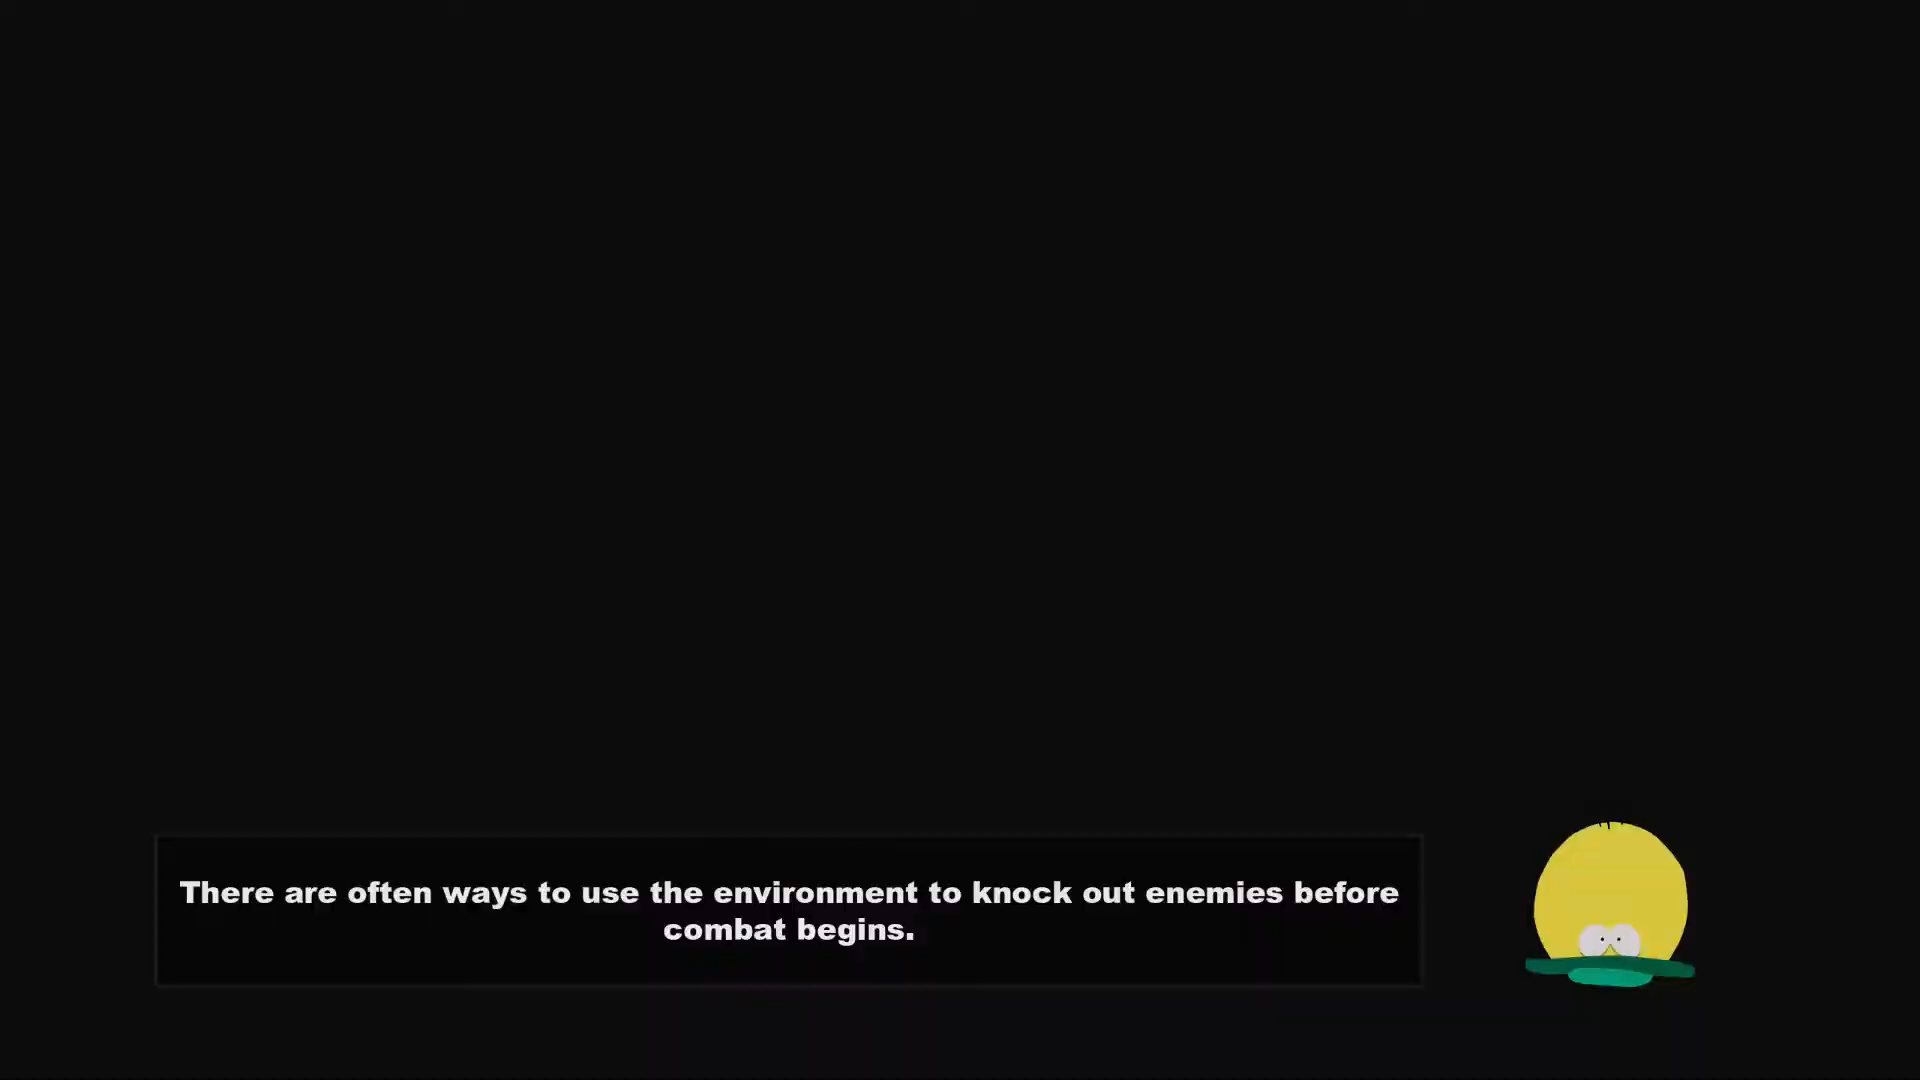 There are often ways to use the environment to knock out enemies before
combat begins.